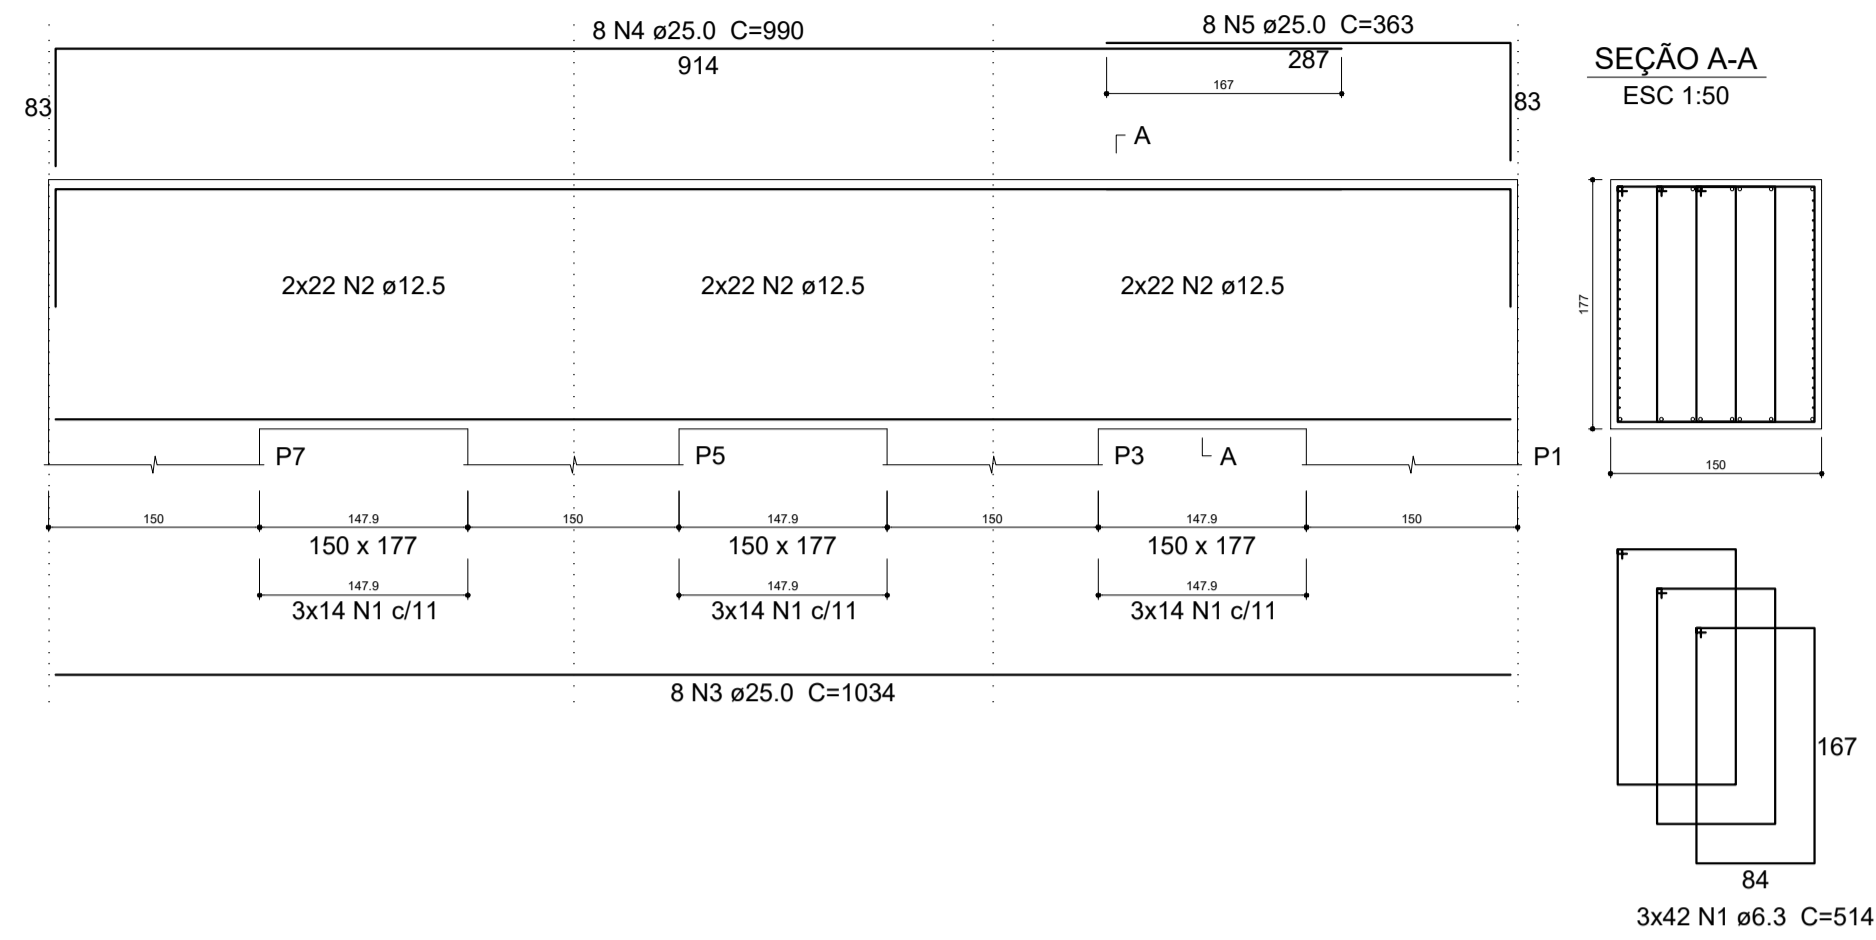 8 N4 ø25.0 C=990
8 N5 ø25.0 C=363
914
287
167
83
83
A
SEÇÃO A-A
ESC 1:50
2x22 N2 ø12.5
2x22 N2 ø12.5
2x22 N2 ø12.5
177
P7
P5
P3
A
P1
150
150
147.9
150
147.9
150
147.9
150
150 x 177
150 x 177
150 x 177
147.9
147.9
147.9
3x14 N1 c/11
3x14 N1 c/11
3x14 N1 c/11
8 N3 ø25.0 C=1034
167
84
3x42 N1 ø6.3 C=514